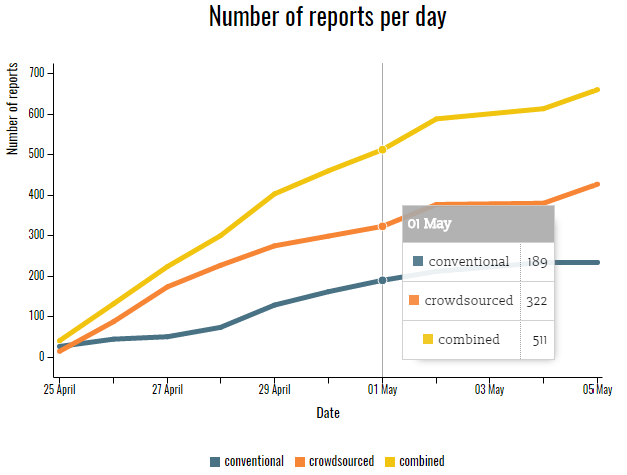 Number of reports per day
Number of reports
700
600
500
400
300
200
100
0
01 May
conventional 189
crowdsourced 322
combined 511
25 April 27 April 29 April 01 May 03 May 05 May
Date
conventional crowdsourced combined